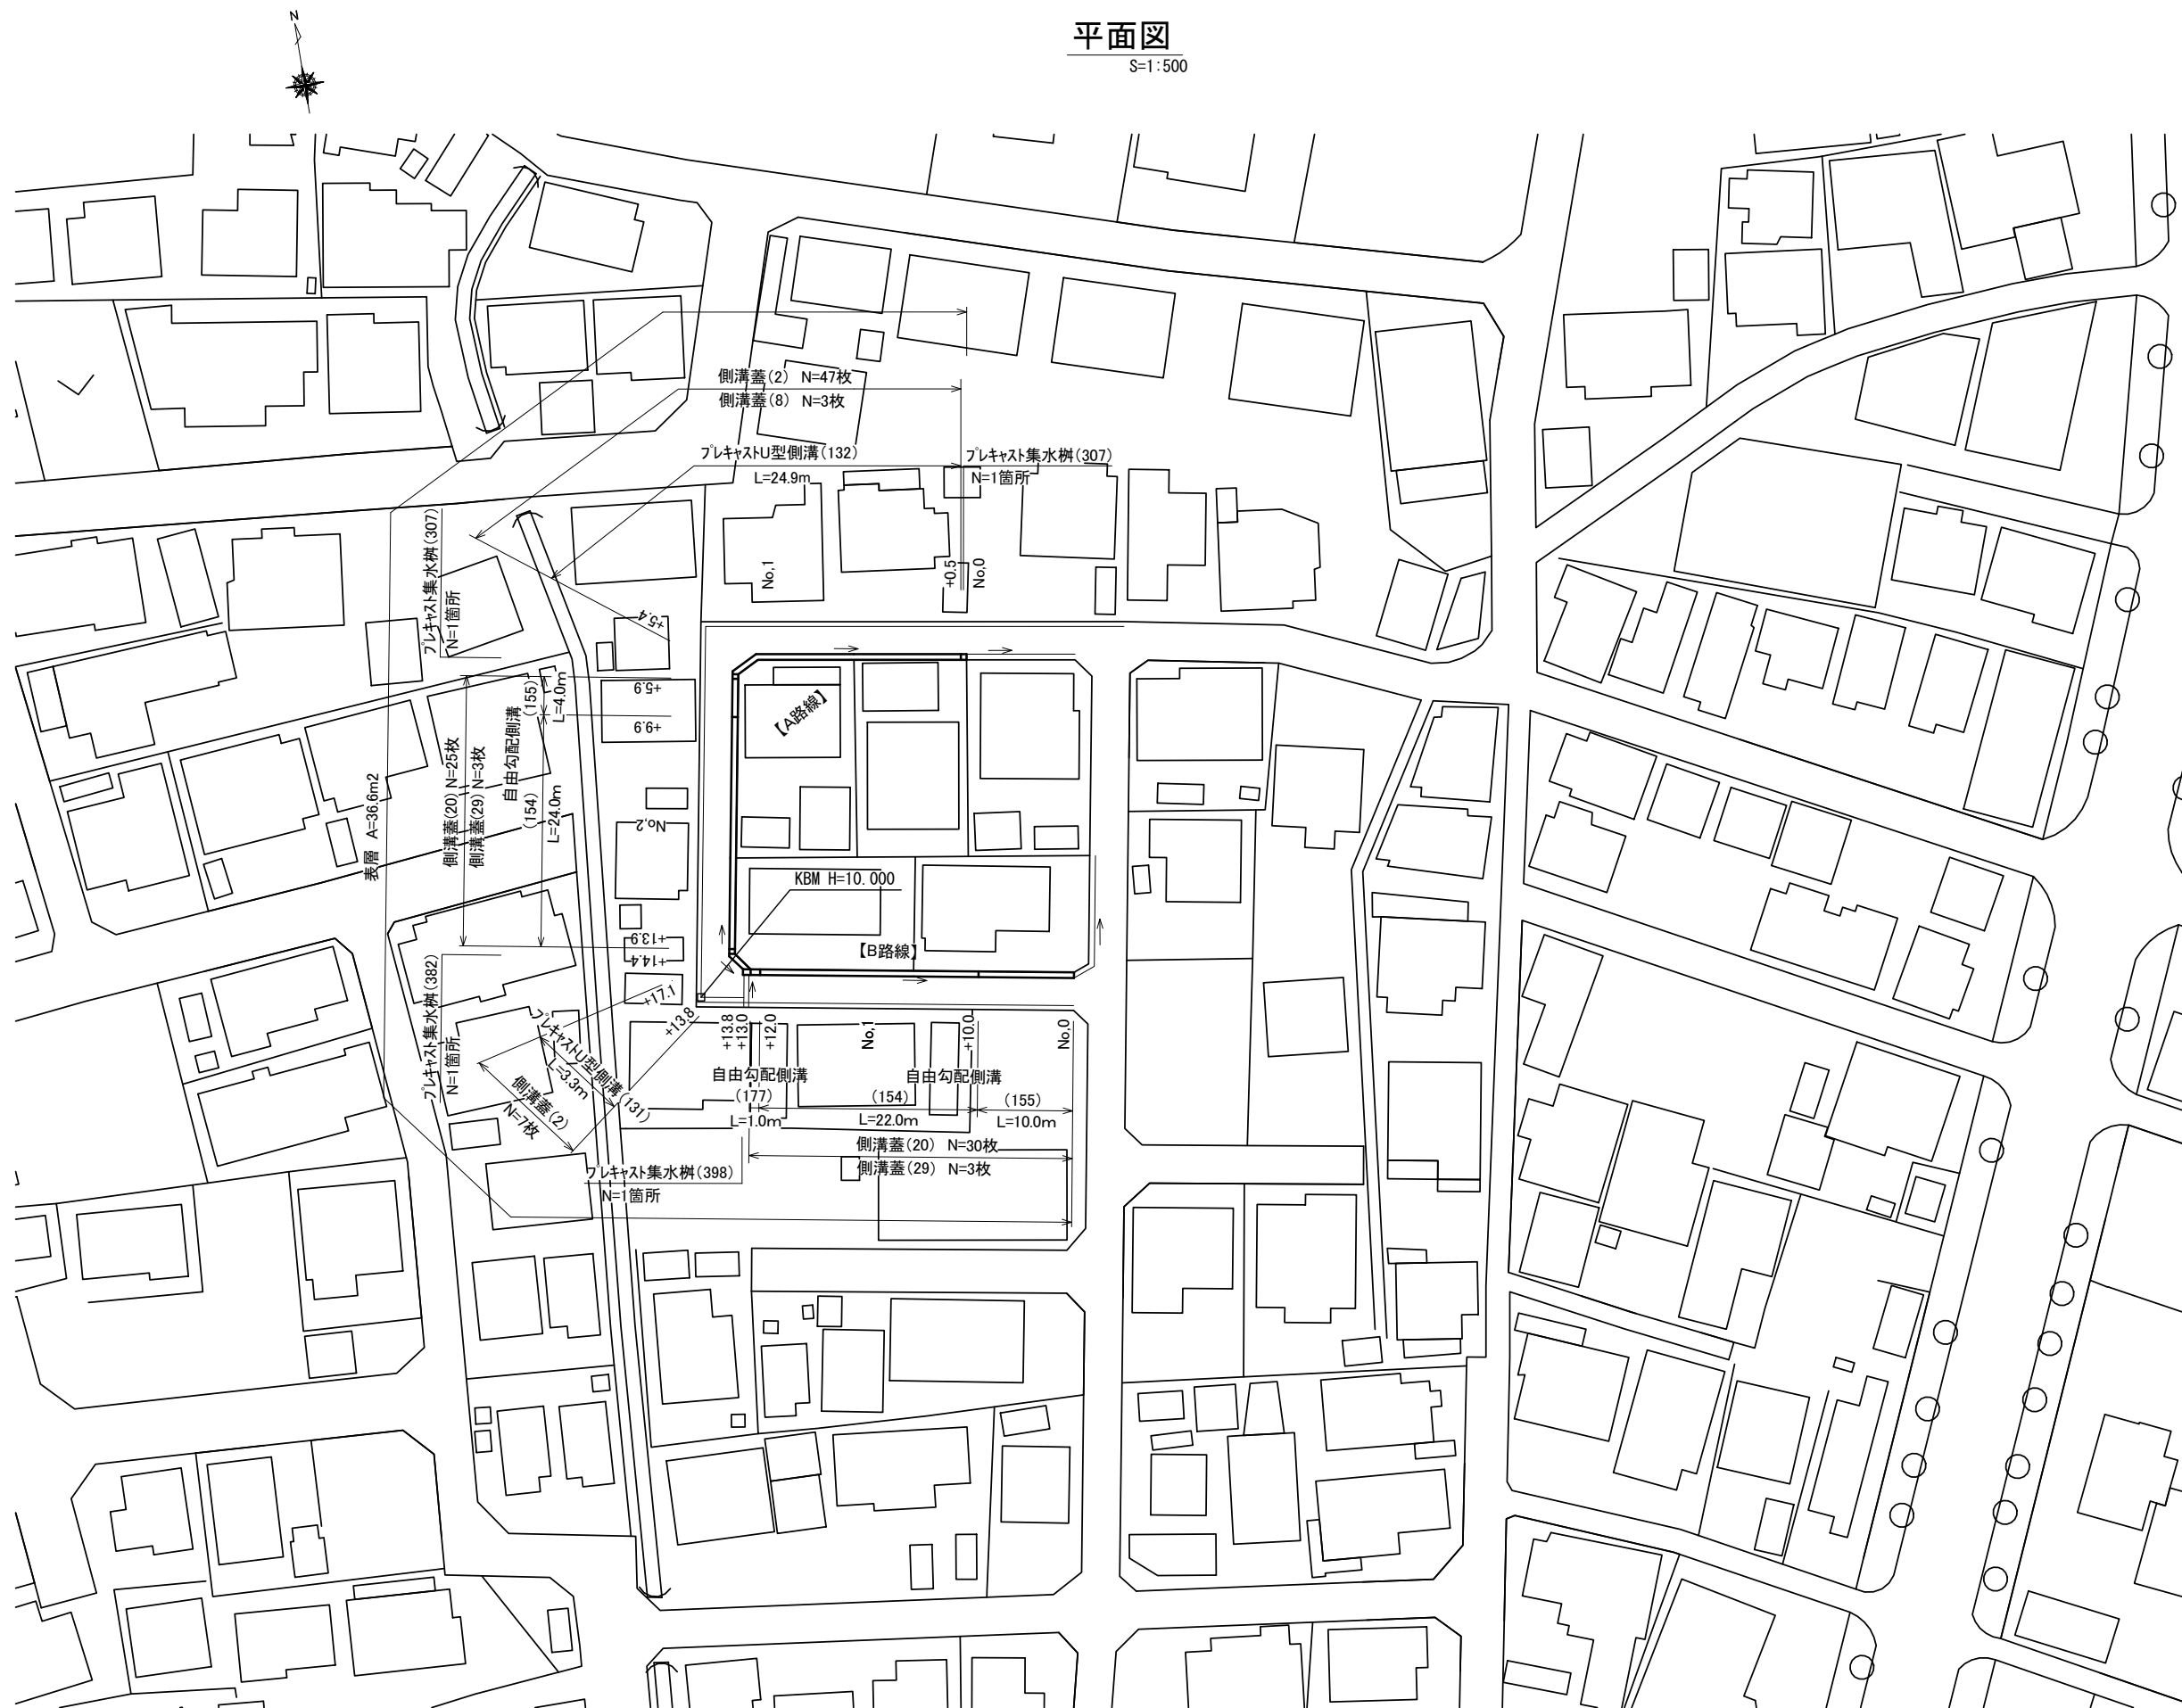 平面図
S=1:500
N
側溝蓋(2) N=47枚
側溝蓋(8) N=3枚
プレキャストU型側溝(132)
L=24.9m
プレキャスト集水桝(307)
N=1箇所
No,1
+0.5
No,0
プレキャスト集水桝(307)
N=1箇所
+5.4
+5.9
+9.9
(155)
L=4.0m
自由勾配側溝
(154)
L=24.0m
側溝蓋(20) N=25枚
側溝蓋(29) N=3枚
表層 A=36.6m2
【A路線】
No,2
KBM H=10.000
【B路線】
+13.9
+14.4
+17.1
+13.8
プレキャスト集水桝(382)
N=1箇所
プレキャストU型側溝(131)
L=3.3m
側溝蓋(2)
N=7枚
+13.8
+13.0
+12.0
No,1
+10.0
No,0
自由勾配側溝
(177)
L=1.0m
自由勾配側溝
(154)
L=22.0m
(155)
L=10.0m
側溝蓋(20) N=30枚
側溝蓋(29) N=3枚
プレキャスト集水桝(398)
N=1箇所